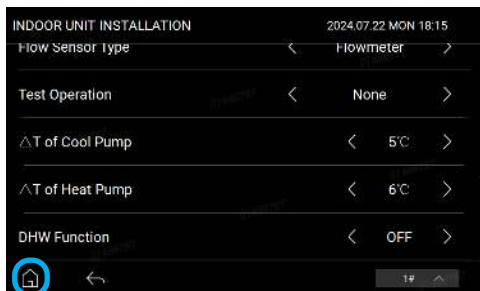 INDOOR UNIT INSTALLATION 2024.07.22 MON 18:15
Flow Sensor Type < Flowmeter >
Test Operation < None >
△T of Cool Pump < 5℃ >
△T of Heat Pump < 6℃ >
DHW Function < OFF >
1#